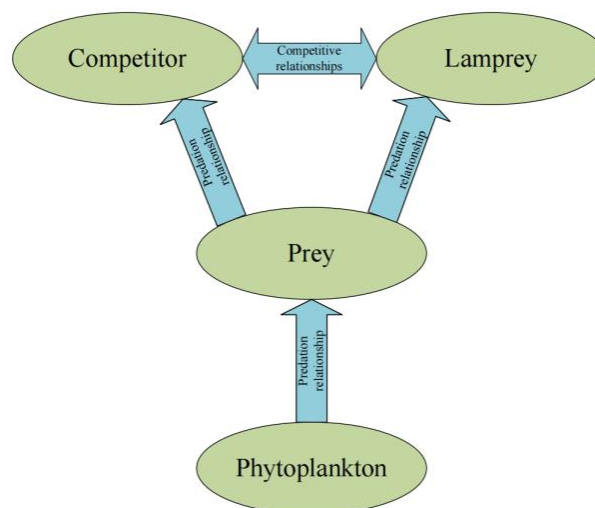 Competitor
Competitive
relationships
Lamprey
Predation
relationship
Predation
relationship
Prey
Predation
relationship
Phytoplankton